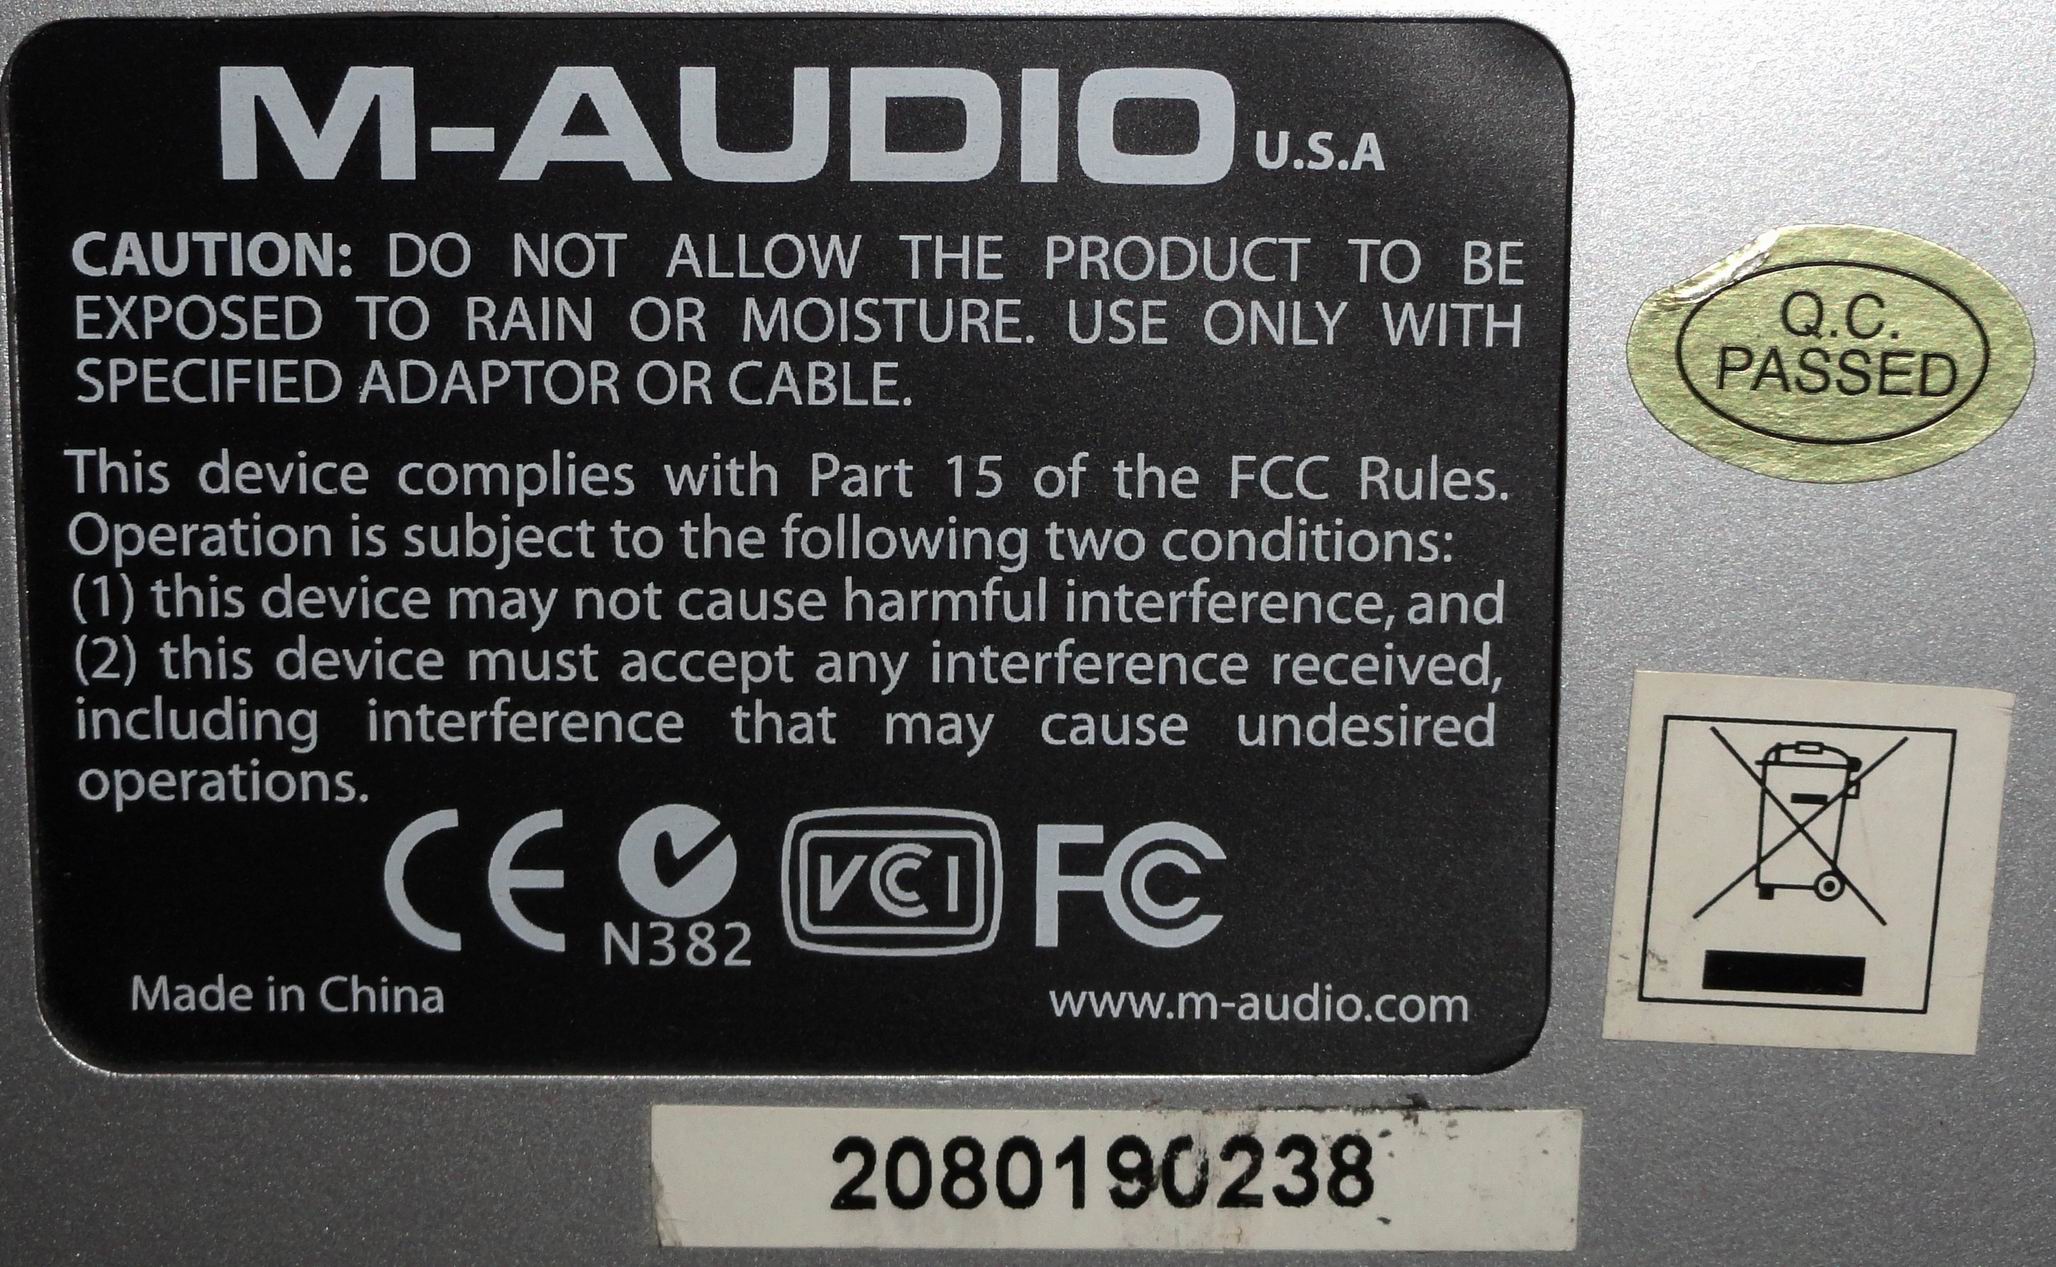 M-AUDIO U.S.A
CAUTION: DO NOT ALLOW THE PRODUCT TO BE
EXPOSED TO RAIN OR MOISTURE. USE ONLY WITH
SPECIFIED ADAPTOR OR CABLE.
This device complies with Part 15 of the FCC Rules.
Operation is subject to the following two conditions:
(1) this device may not cause harmful interference, and
(2) this device must accept any interference received,
including interference that may cause undesired
operations.
CE
N382
VCI
FC
Made in China
www.m-audio.com
Q.C.
PASSED
2080190238